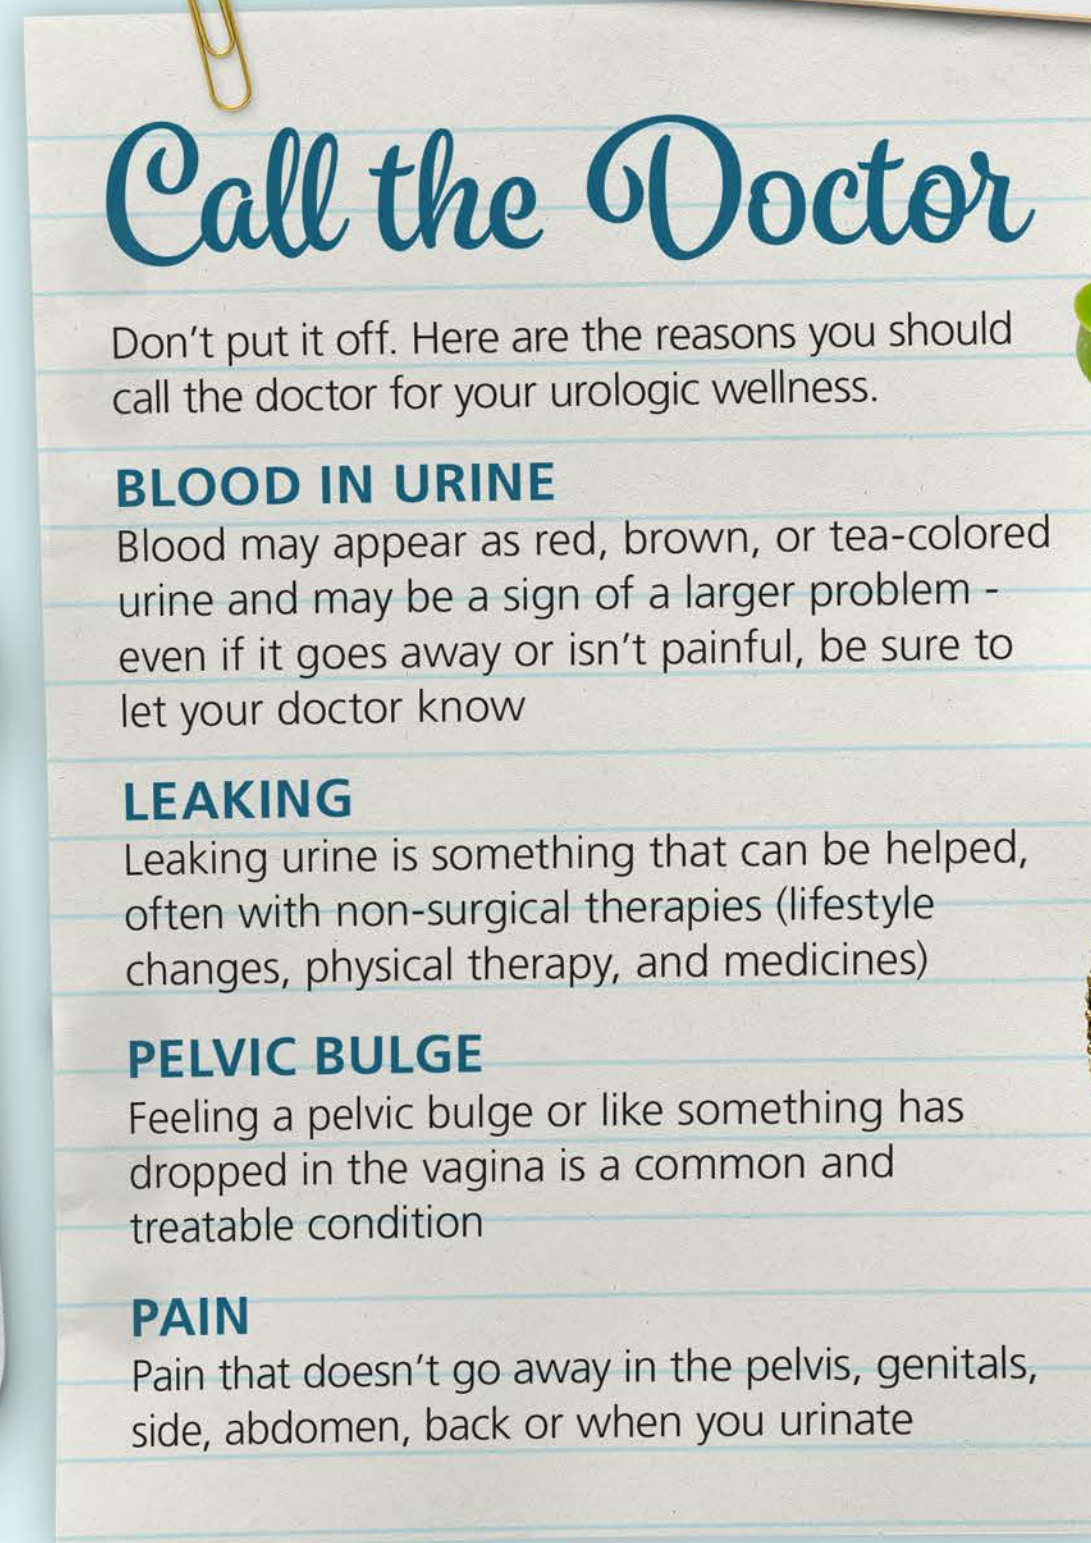 Call the Doctor
Don't put it off. Here are the reasons you should
call the doctor for your urologic wellness.
BLOOD IN URINE
Blood may appear as red, brown, or tea-colored
urine and may be a sign of a larger problem -
even if it goes away or isn't painful, be sure to
let your doctor know
LEAKING
Leaking urine is something that can be helped,
often with non-surgical therapies (lifestyle
changes, physical therapy, and medicines)
PELVIC BULGE
Feeling a pelvic bulge or like something has
dropped in the vagina is a common and
treatable condition
PAIN
Pain that doesn't go away in the pelvis, genitals,
side, abdomen, back or when you urinate